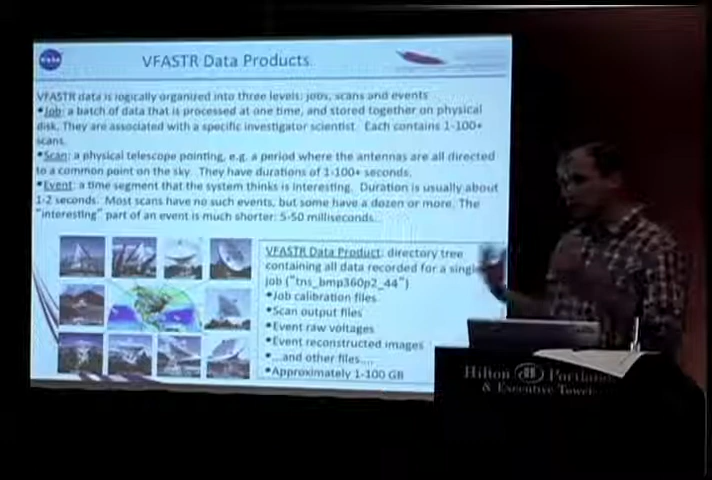 VFASTR Data Products
VFASTR data is logically organized into three levels: jobs, scans and events
•Job: a batch of data that is processed at one time, and stored together on physical
disk. They are associated with a specific investigator scientist. Each contains 1-100+
scans.
•Scan: a physical telescope pointing, e.g. a period where the antennas are all directed
to a common point on the sky. They have durations of 1-100+ seconds.
•Event: a time segment that the system thinks is interesting. Duration is usually about
1-2 seconds. Most scans have no such events, but some have a dozen or more. The
"interesting" part of an event is much shorter: 5-50 milliseconds.
VFASTR Data Product: directory tree
containing all data recorded for a single
job ("tns_bmp360p2_44")
•Job calibration files
•Scan output files
•Event raw voltages
•Event reconstructed images
•...and other files....
•Approximately 1-100 GB
Hilton
& Executive Tower